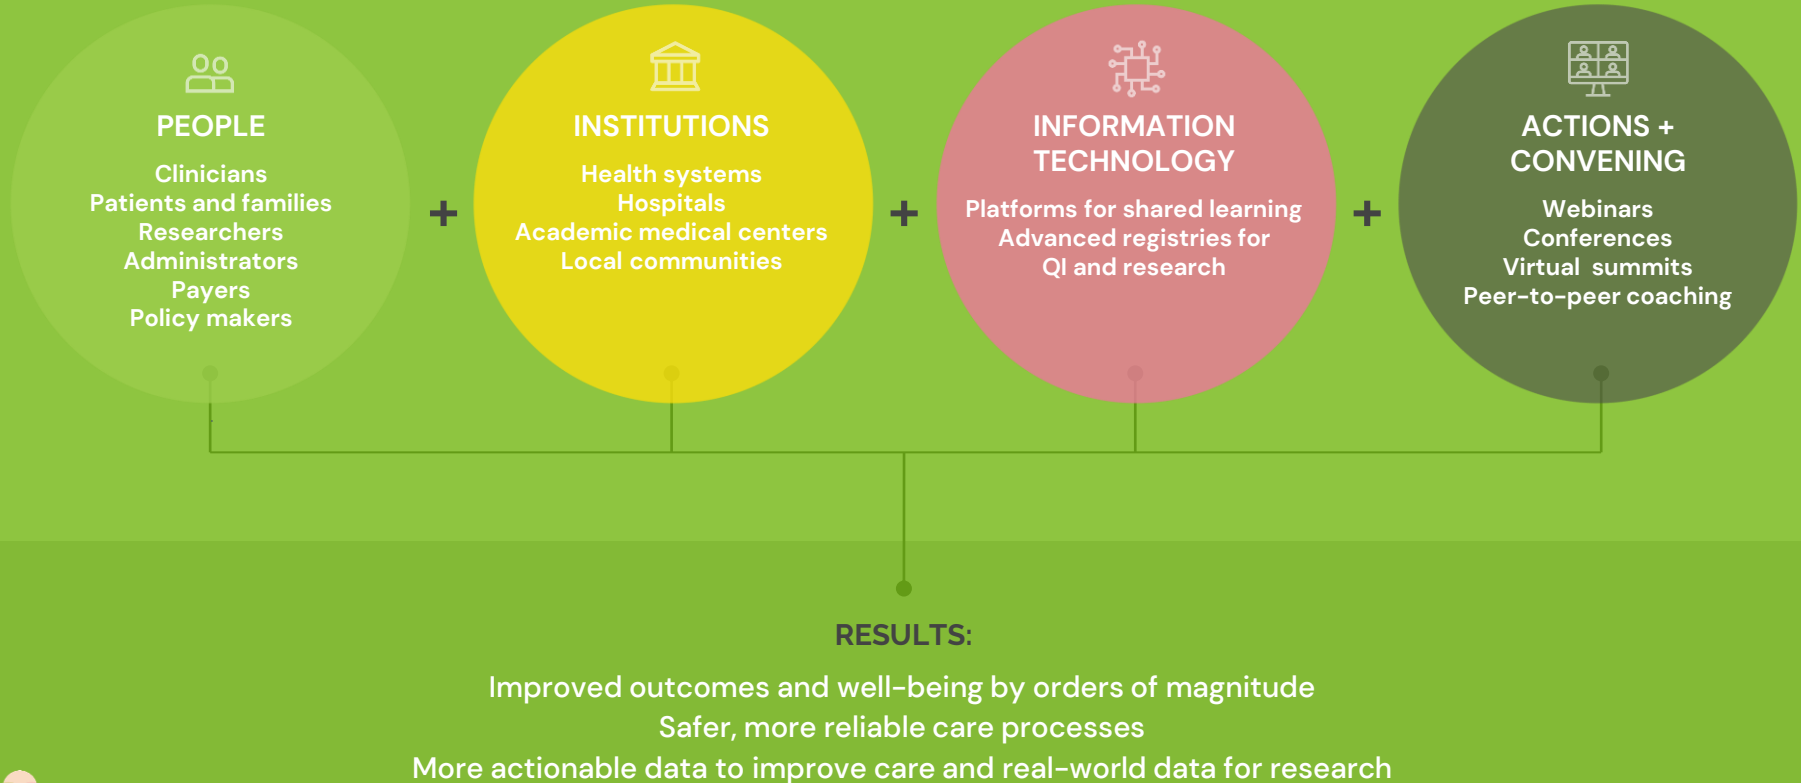 PEOPLE
Clinicians
Patients and families
Researchers
Administrators
Payers
Policy makers
+
INSTITUTIONS
Health systems
Hospitals
Academic medical centers
Local communities
+
INFORMATION
TECHNOLOGY
Platforms for shared learning
Advanced registries for
QI and research
+
ACTIONS +
CONVENING
Webinars
Conferences
Virtual  summits
Peer-to-peer coaching
RESULTS:
Improved outcomes and well-being by orders of magnitude
Safer, more reliable care processes
More actionable data to improve care and real-world data for research